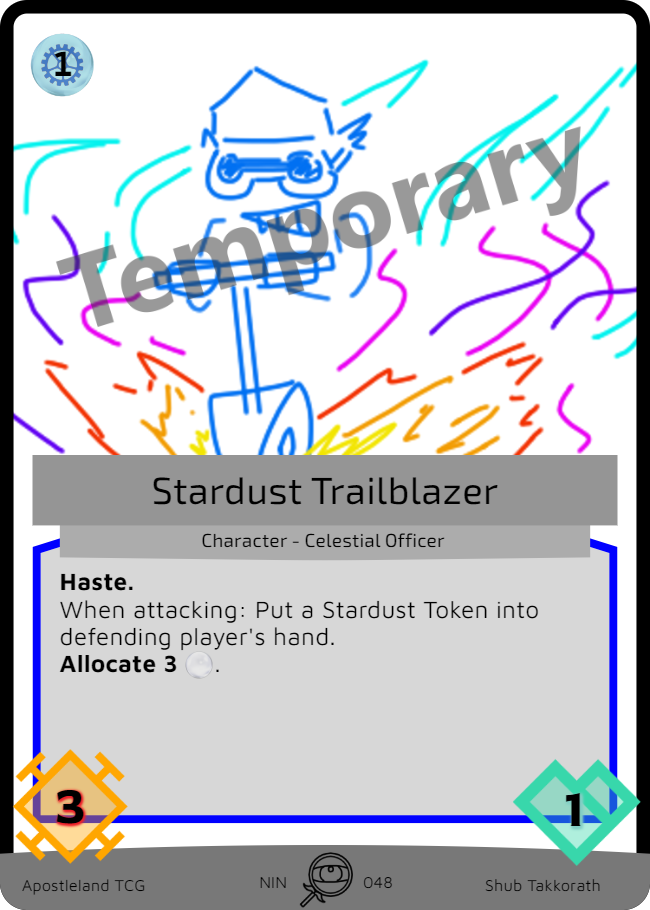 1
Temporary
Stardust Trailblazer
Character - Celestial Officer
Haste.
When attacking: Put a Stardust Token into
defending player's hand.
Allocate 3 .
3
1
Apostleland TCG
NIN
048
Shub Takkorath